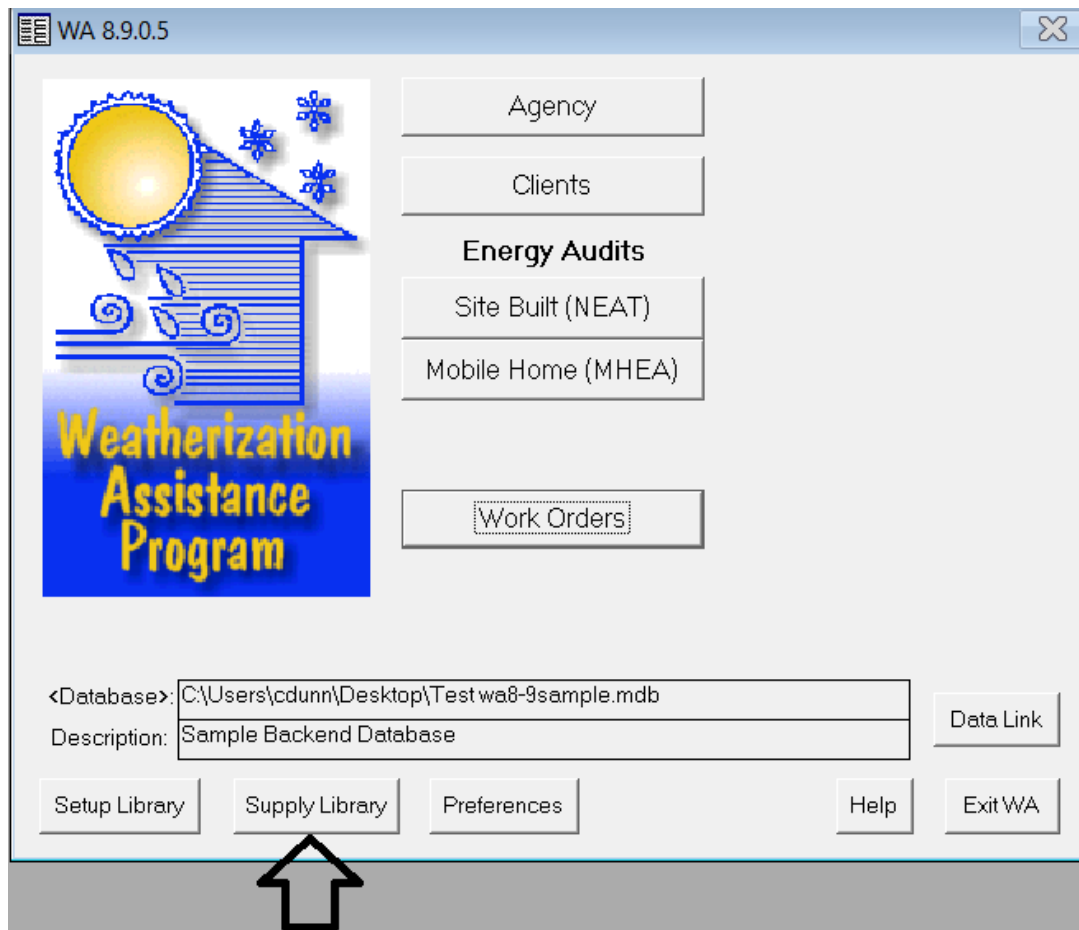 WA 8.9.0.5
Agency
Clients
Energy Audits
Site Built (NEAT)
Mobile Home (MHEA)
Weatherization
Assistance
Program
Work Orders
<Database>: C:\Users\cdunn\Desktop\Test wa8-9sample.mdb
Description: Sample Backend Database
Data Link
Setup Library Supply Library Preferences Help Exit WA